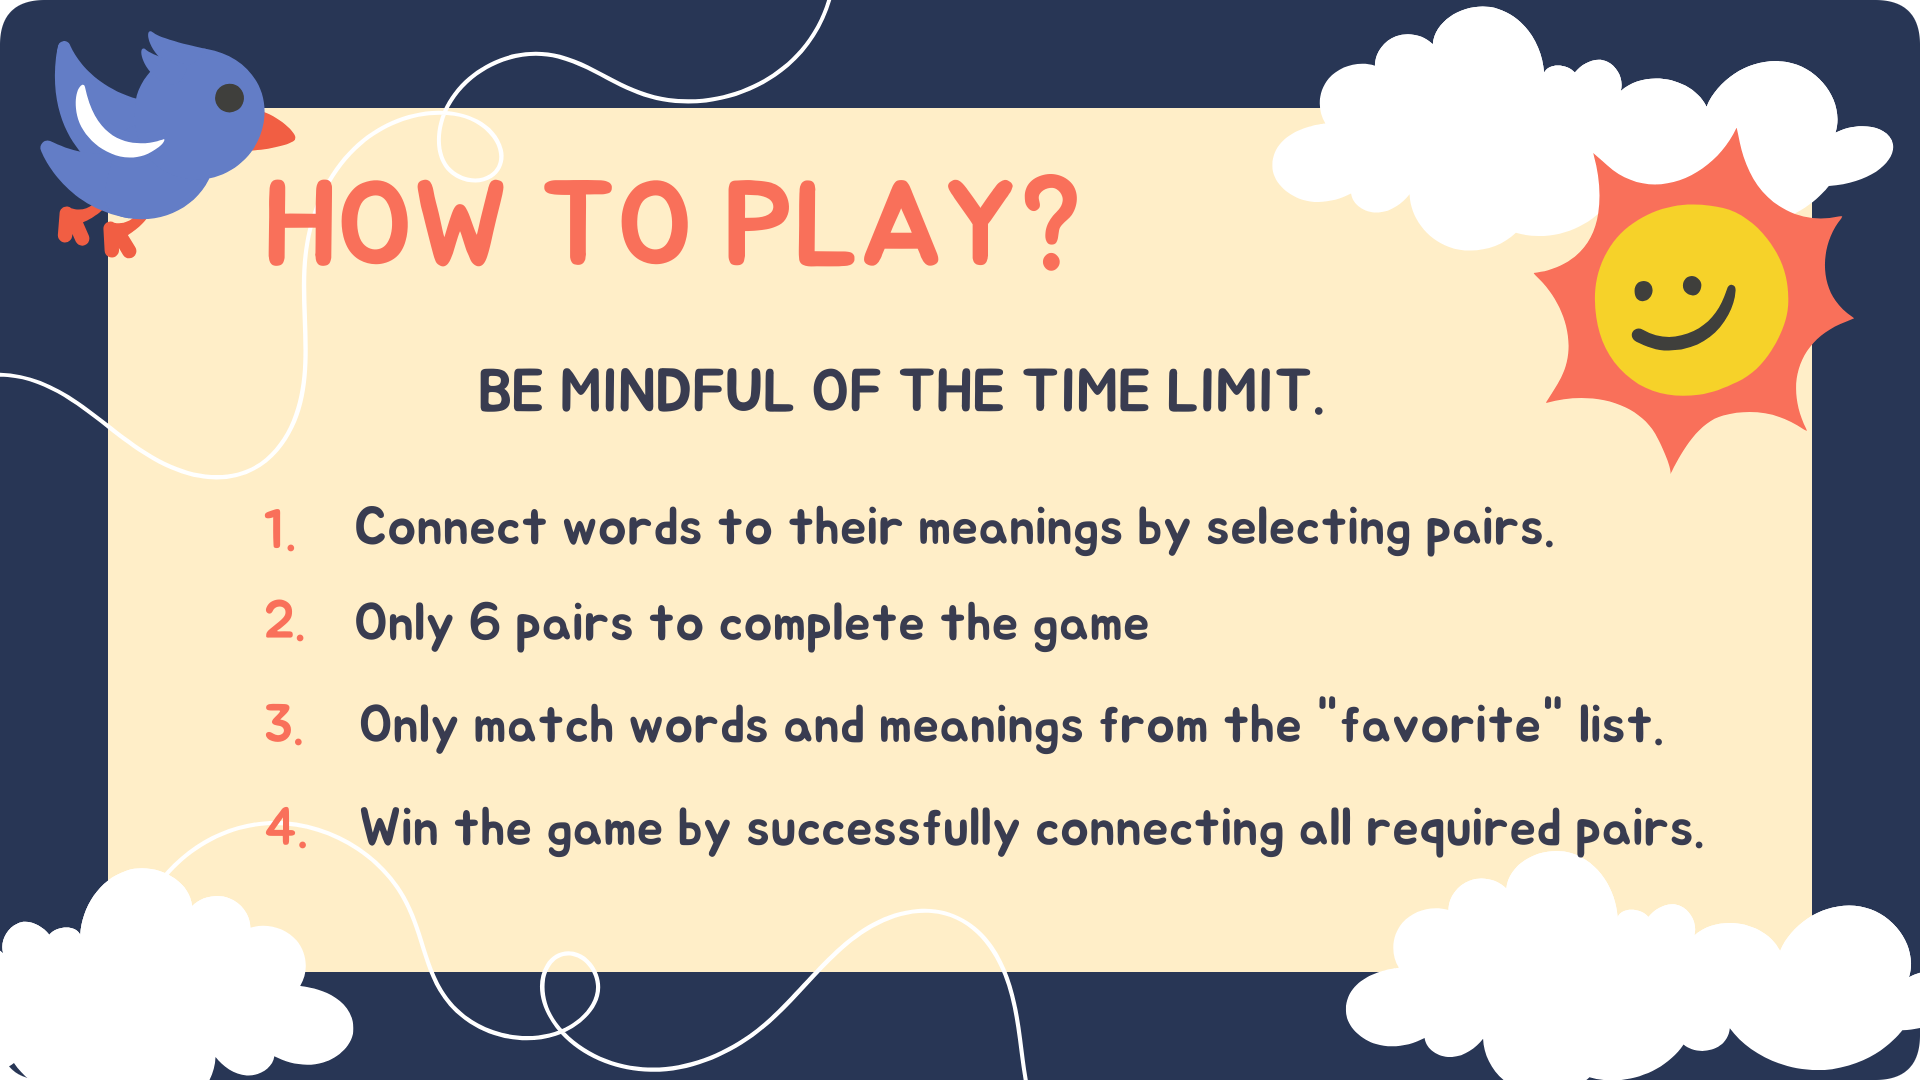 HOW TO PLAY?
BE MINDFUL OF THE TIME LIMIT.
1. Connect words to their meanings by selecting pairs.
2. Only 6 pairs to complete the game
3. Only match words and meanings from the "favorite" list.
4. Win the game by successfully connecting all required pairs.